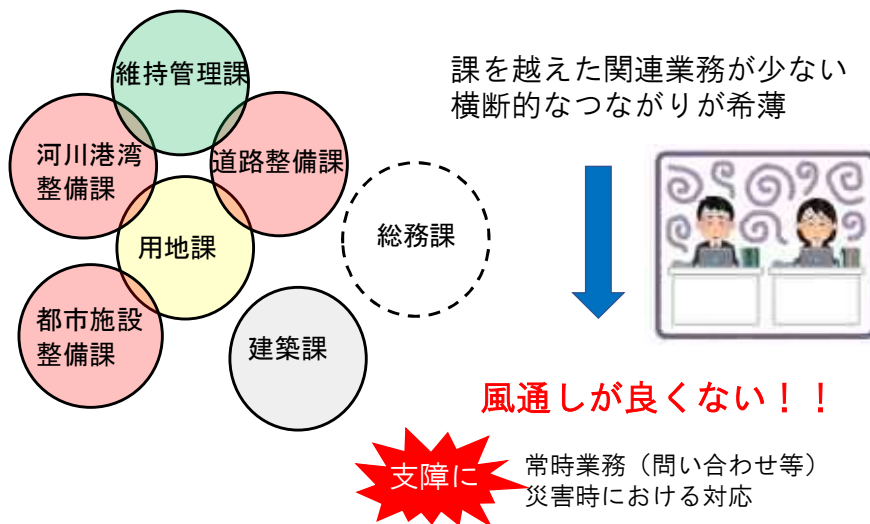 維持管理課
河川港湾
整備課
道路整備課
用地課
総務課
都市施設
整備課
建築課
課を越えた関連業務が少ない
横断的なつながりが希薄
風通しが良くない！！
支障に
常時業務（問い合わせ等）
災害時における対応